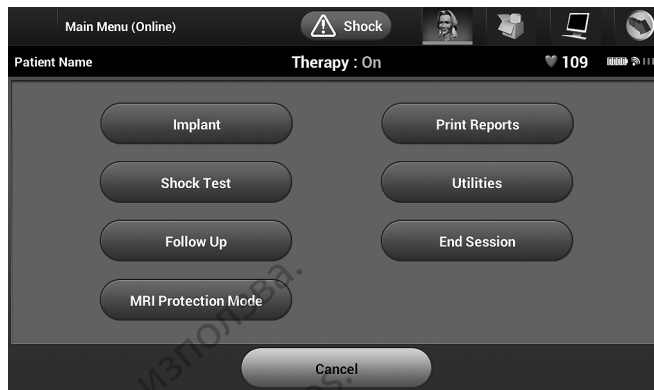 Main Menu (Online)
Shock
Patient Name
Therapy : On
109
Implant
Print Reports
Shock Test
Utilities
Follow Up
End Session
MRI Protection Mode
Cancel
използва.